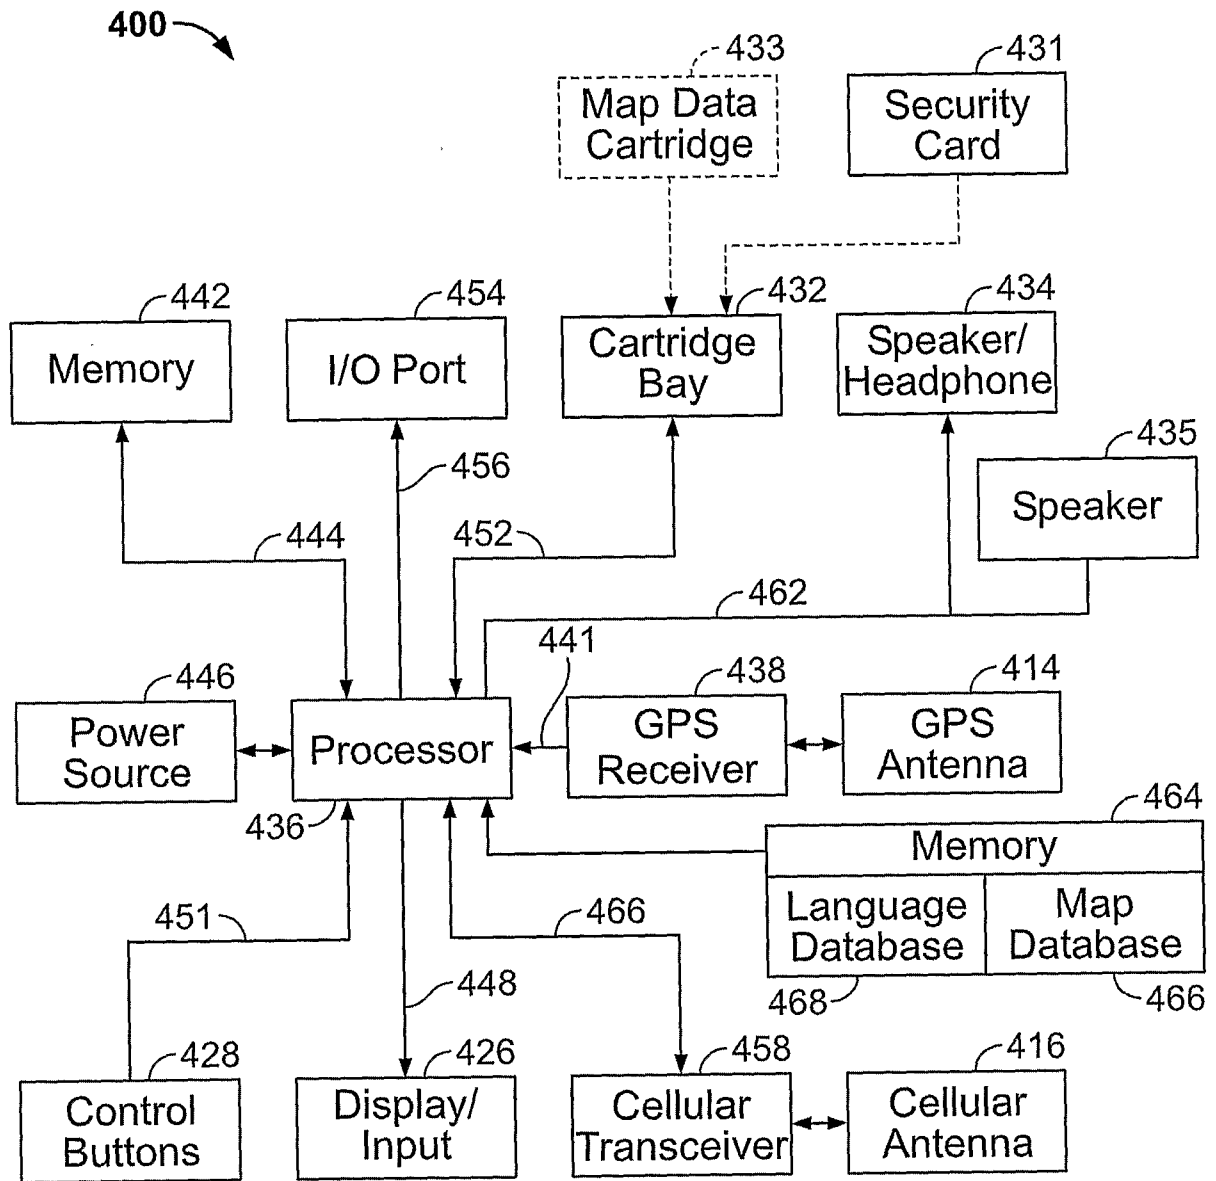 400
433
431
Map Data
Cartridge
Security
Card
442
454
432
434
Memory
I/O Port
Cartridge
Bay
Speaker/
Headphone
435
Speaker
456
444
452
462
441
446
438
414
Power
Source
Processor
GPS
Receiver
GPS
Antenna
436
464
Memory
Language
Database
Map
Database
451
466
468
466
448
428
426
458
416
Control
Buttons
Display/
Input
Cellular
Transceiver
Cellular
Antenna